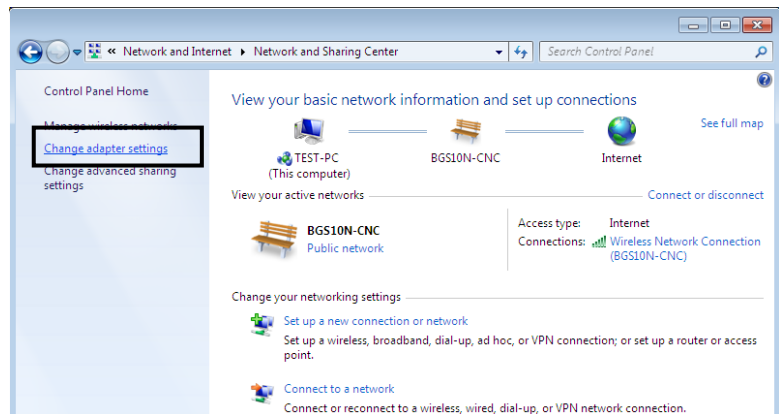 « Network and Internet ▸ Network and Sharing Center
Search Control Panel
Control Panel Home
Manage wireless networks
Change adapter settings
Change advanced sharing
settings
View your basic network information and set up connections
See full map
TEST-PC
(This computer)
BGS10N-CNC
Internet
View your active networks
Connect or disconnect
BGS10N-CNC
Public network
Access type: Internet
Connections: Wireless Network Connection
(BGS10N-CNC)
Change your networking settings
Set up a new connection or network
Set up a wireless, broadband, dial-up, ad hoc, or VPN connection; or set up a router or access
point.
Connect to a network
Connect or reconnect to a wireless, wired, dial-up, or VPN network connection.